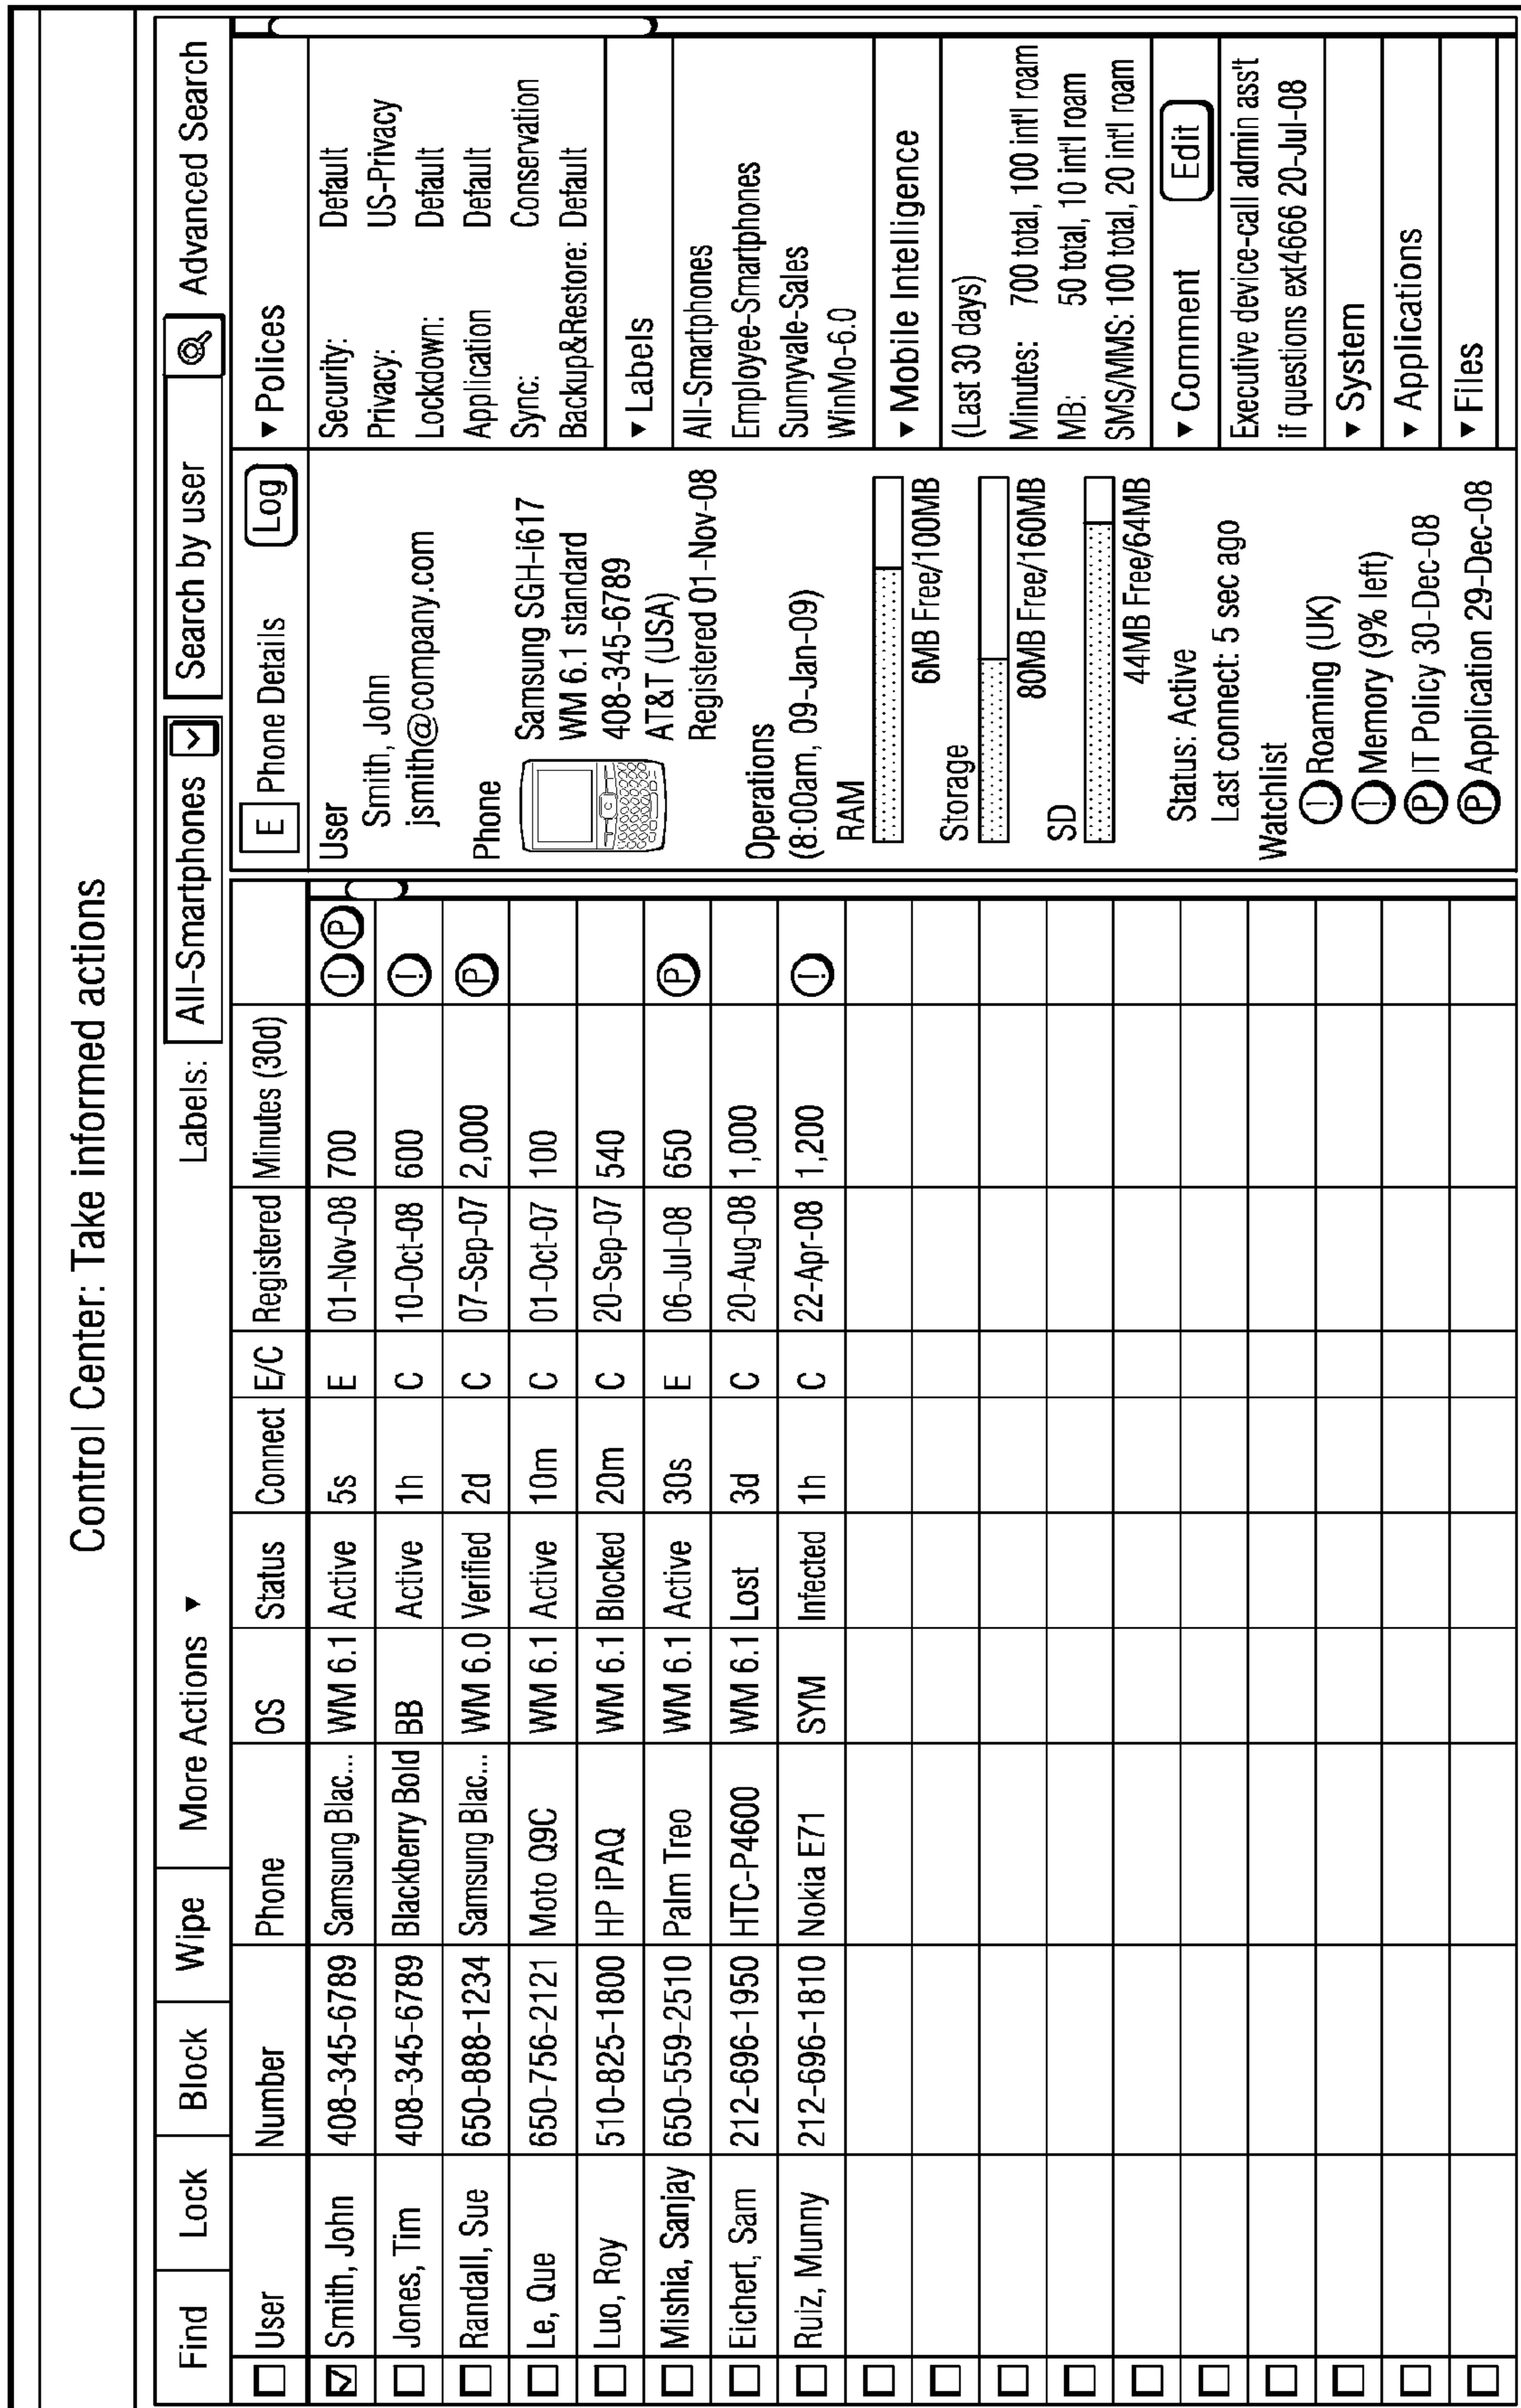 Control Center: Take informed actions
Find Lock Block Wipe More Actions ▾ Labels: All-Smartphones Search by user Advanced Search
User Number Phone OS Status Connect E/C Registered Minutes (30d)
Smith, John 408-345-6789 Samsung Blac... WM 6.1 Active 5s E 01-Nov-08 700 ! P
Jones, Tim 408-345-6789 Blackberry Bold BB Active 1h C 10-Oct-08 600 !
Randall, Sue 650-888-1234 Samsung Blac... WM 6.0 Verified 2d C 07-Sep-07 2,000 P
Le, Que 650-756-2121 Moto Q9C WM 6.1 Active 10m C 01-Oct-07 100
Luo, Roy 510-825-1800 HP iPAQ WM 6.1 Blocked 20m C 20-Sep-07 540
Mishia, Sanjay 650-559-2510 Palm Treo WM 6.1 Active 30s E 06-Jul-08 650 P
Eichert, Sam 212-696-1950 HTC-P4600 WM 6.1 Lost 3d C 20-Aug-08 1,000
Ruiz, Munny 212-696-1810 Nokia E71 SYM Infected 1h C 22-Apr-08 1,200 !
E Phone Details Log
User
Smith, John
jsmith@company.com
Phone
Samsung SGH-i617
WM 6.1 standard
408-345-6789
AT&T (USA)
Registered 01-Nov-08
Operations
(8:00am, 09-Jan-09)
RAM
6MB Free/100MB
Storage
80MB Free/160MB
SD
44MB Free/64MB
Status: Active
Last connect: 5 sec ago
Watchlist
! Roaming (UK)
! Memory (9% left)
P IT Policy 30-Dec-08
P Application 29-Dec-08
▾ Polices
Security: Default
Privacy: US-Privacy
Lockdown: Default
Application Default
Sync: Conservation
Backup&Restore: Default
▾ Labels
All-Smartphones
Employee-Smartphones
Sunnyvale-Sales
WinMo-6.0
▾ Mobile Intelligence
(Last 30 days)
Minutes: 700 total, 100 int'l roam
MB: 50 total, 10 int'l roam
SMS/MMS: 100 total, 20 int'l roam
▾ Comment Edit
Executive device-call admin ass't
if questions ext4666 20-Jul-08
▾ System
▾ Applications
▾ Files